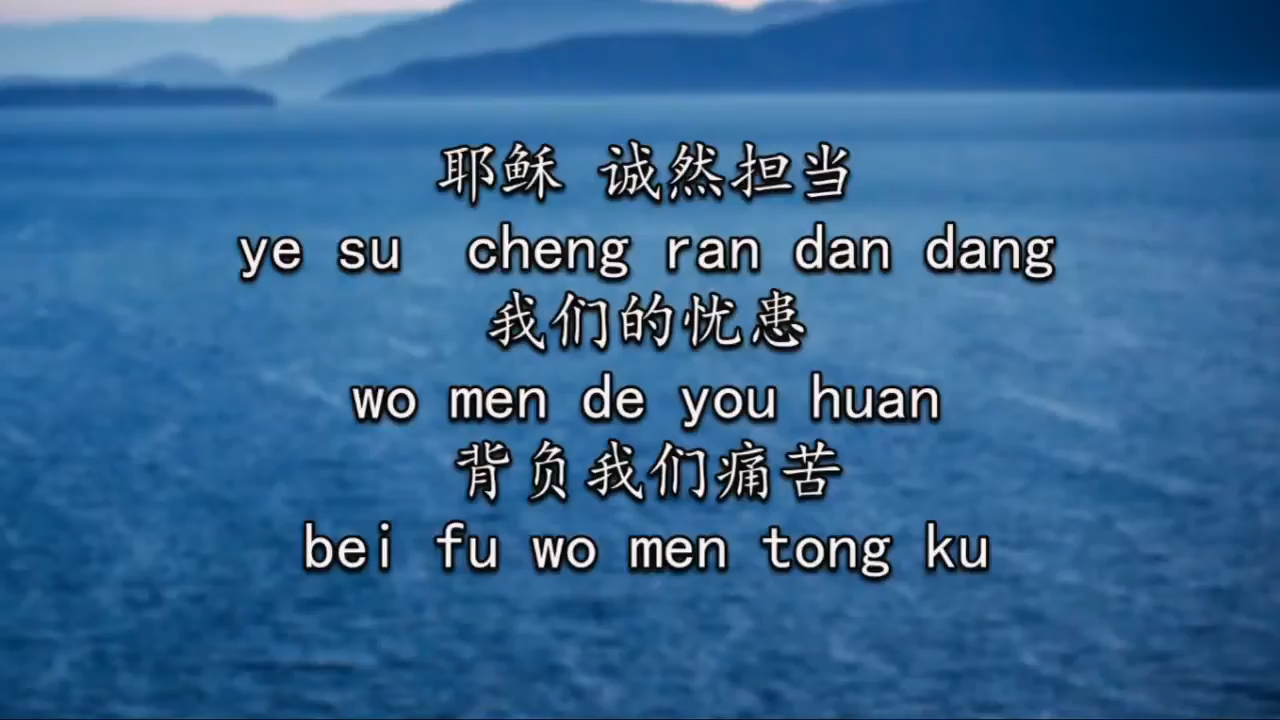 耶稣 诚然担当
ye su  cheng ran dan dang
我们的忧患
wo men de you huan
背负我们痛苦
bei fu wo men tong ku